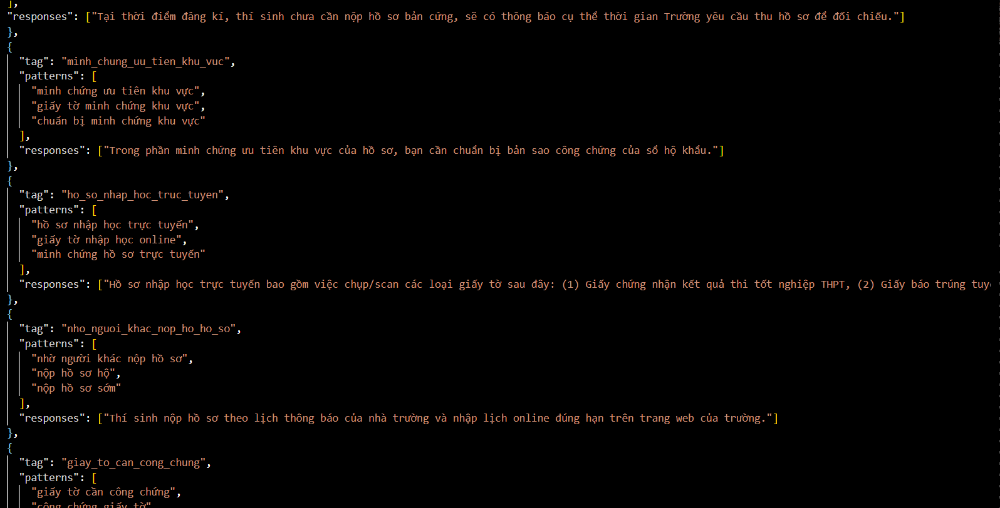 ],
"responses": ["Tại thời điểm đăng kí, thí sinh chưa cần nộp hồ sơ bản cứng, sẽ có thông báo cụ thể thời gian Trường yêu cầu thu hồ sơ để đối chiếu."]
},
{
"tag": "minh_chung_uu_tien_khu_vuc",
"patterns": [
"minh chứng ưu tiên khu vực",
"giấy tờ minh chứng khu vực",
"chuẩn bị minh chứng khu vực"
],
"responses": ["Trong phần minh chứng ưu tiên khu vực của hồ sơ, bạn cần chuẩn bị bản sao công chứng của sổ hộ khẩu."]
},
{
"tag": "ho_so_nhap_hoc_truc_tuyen",
"patterns": [
"hồ sơ nhập học trực tuyến",
"giấy tờ nhập học online",
"minh chứng hồ sơ trực tuyến"
],
"responses": ["Hồ sơ nhập học trực tuyến bao gồm việc chụp/scan các loại giấy tờ sau đây: (1) Giấy chứng nhận kết quả thi tốt nghiệp THPT, (2) Giấy báo trúng
},
{
"tag": "nho_nguoi_khac_nop_ho_ho_so",
"patterns": [
"nhờ người khác nộp hồ sơ",
"nộp hồ sơ hộ",
"nộp hồ sơ sớm"
],
"responses": ["Thí sinh nộp hồ sơ theo lịch thông báo của nhà trường và nhập lịch online đúng hạn trên trang web của trường."]
},
{
"tag": "giay_to_can_cong_chung",
"patterns": [
"giấy tờ cần công chứng",
"công chứng giấy tờ"